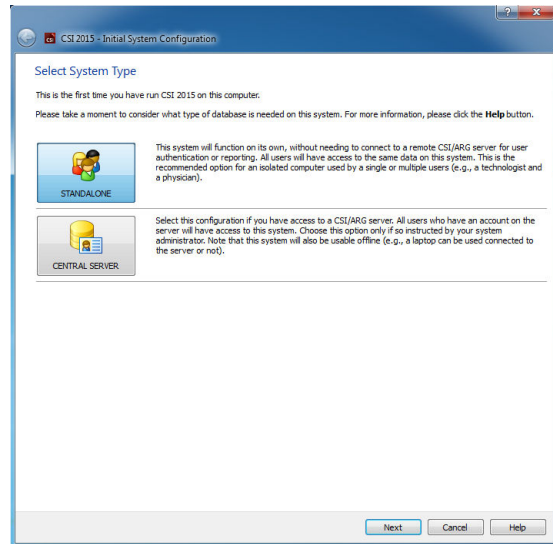 CSI 2015 - Initial System Configuration
Select System Type
This is the first time you have run CSI 2015 on this computer.
Please take a moment to consider what type of database is needed on this system. For more information, please click the Help button.
This system will function on its own, without needing to connect to a remote CSI/ARG server for user
authentication or reporting. All users will have access to the same data on this system. This is the
recommended option for an isolated computer used by a single or multiple users (e.g., a technologist and
a physician).
STANDALONE
Select this configuration if you have access to a CSI/ARG server. All users who have an account on the
server will have access to this system. Choose this option only if so instructed by your system
administrator. Note that this system will also be usable offline (e.g., a laptop can be used connected to
the server or not).
CENTRAL SERVER
Next Cancel Help